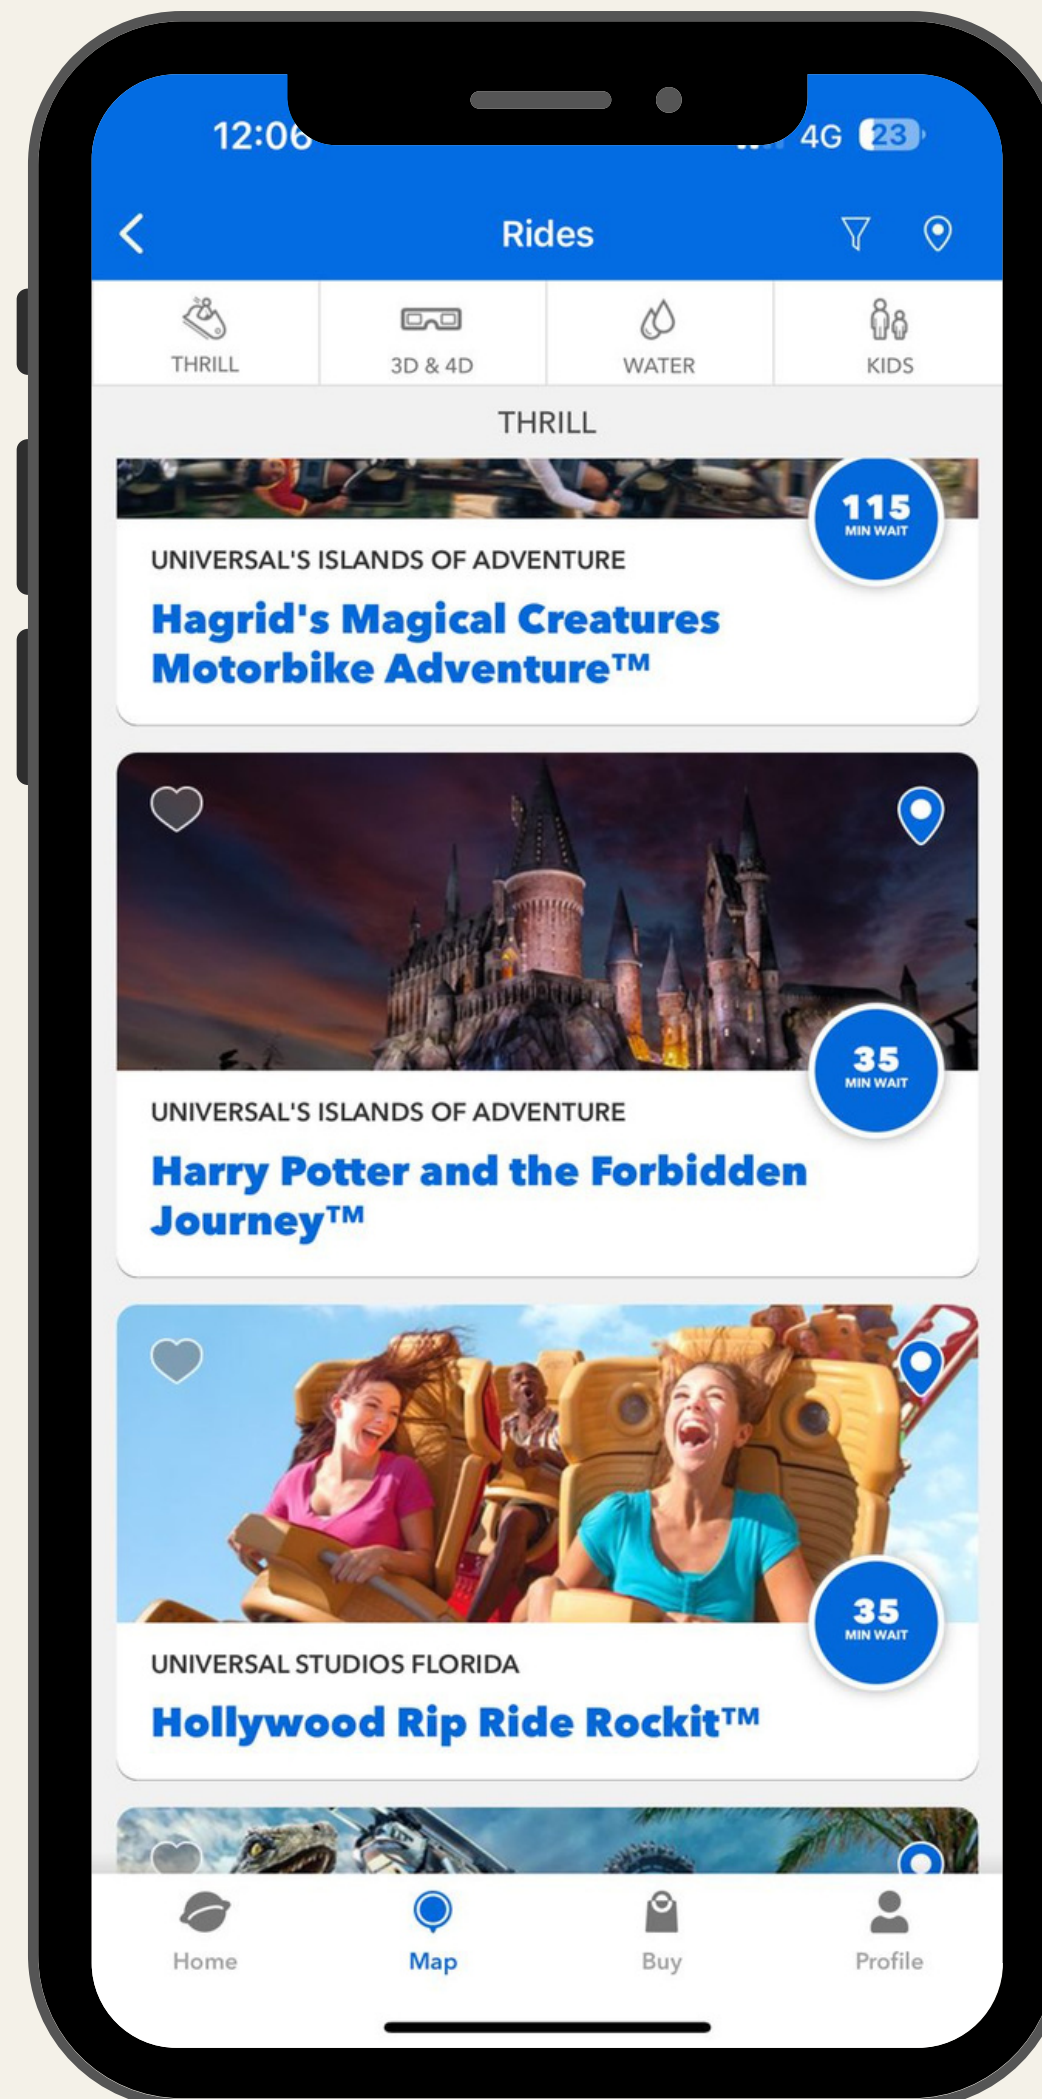 12:06
4G 23
Rides
THRILL
3D & 4D
WATER
KIDS
THRILL
115
MIN WAIT
UNIVERSAL'S ISLANDS OF ADVENTURE
Hagrid's Magical Creatures
Motorbike Adventure™
35
MIN WAIT
UNIVERSAL'S ISLANDS OF ADVENTURE
Harry Potter and the Forbidden
Journey™
35
MIN WAIT
UNIVERSAL STUDIOS FLORIDA
Hollywood Rip Ride Rockit™
Home
Map
Buy
Profile